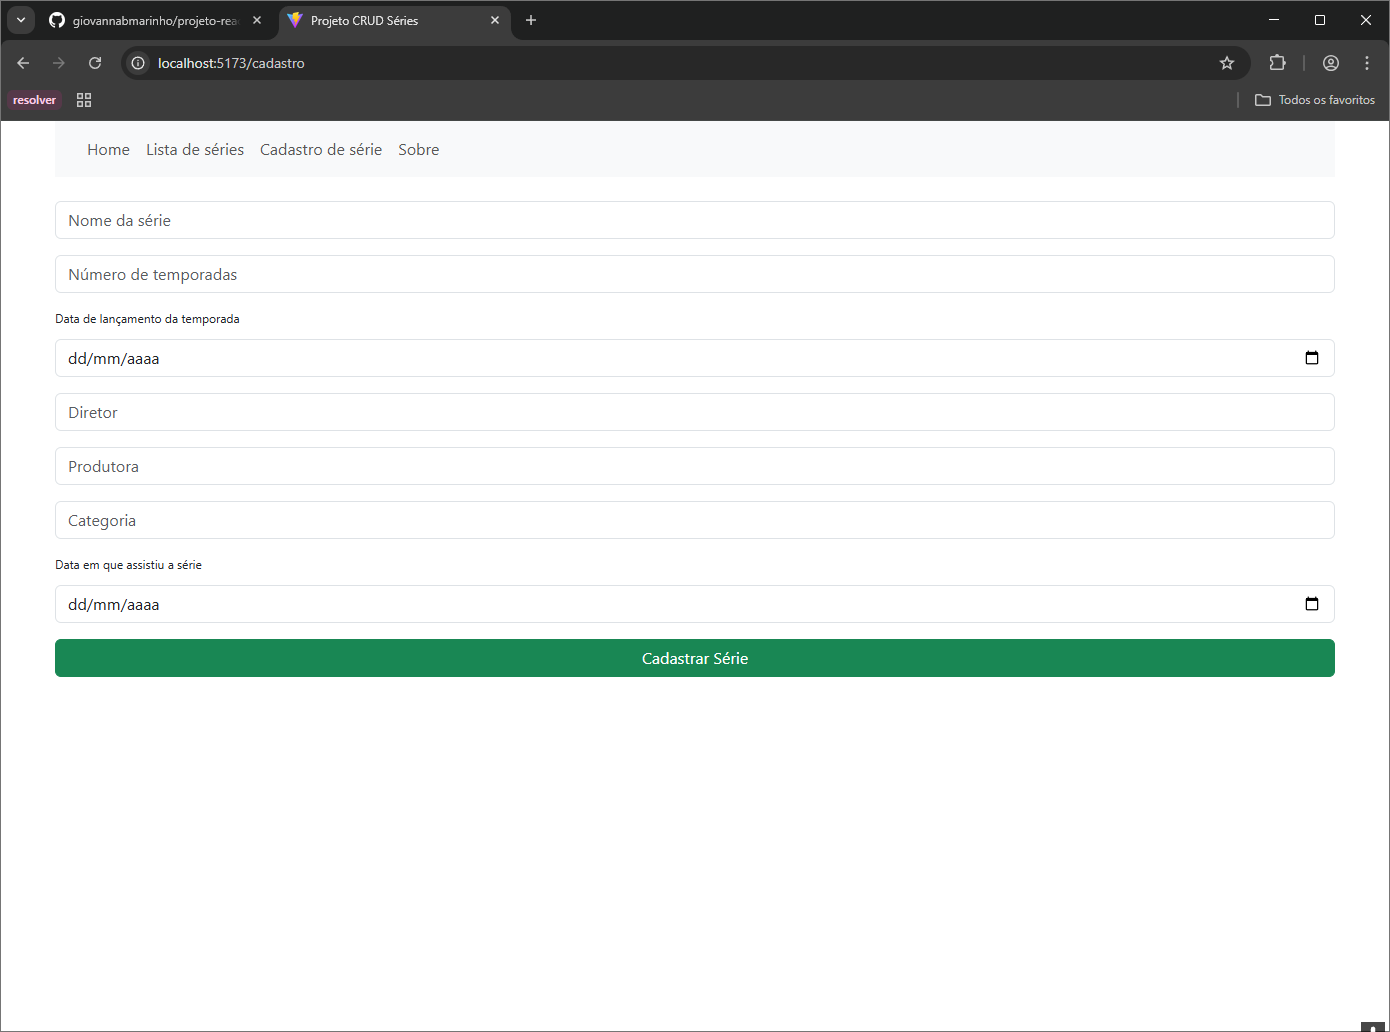 giovannabmarinho/projeto-rea
Projeto CRUD Séries
localhost:5173/cadastro
resolver
Todos os favoritos
Home Lista de séries Cadastro de série Sobre
Nome da série
Número de temporadas
Data de lançamento da temporada
dd/mm/aaaa
Diretor
Produtora
Categoria
Data em que assistiu a série
dd/mm/aaaa
Cadastrar Série